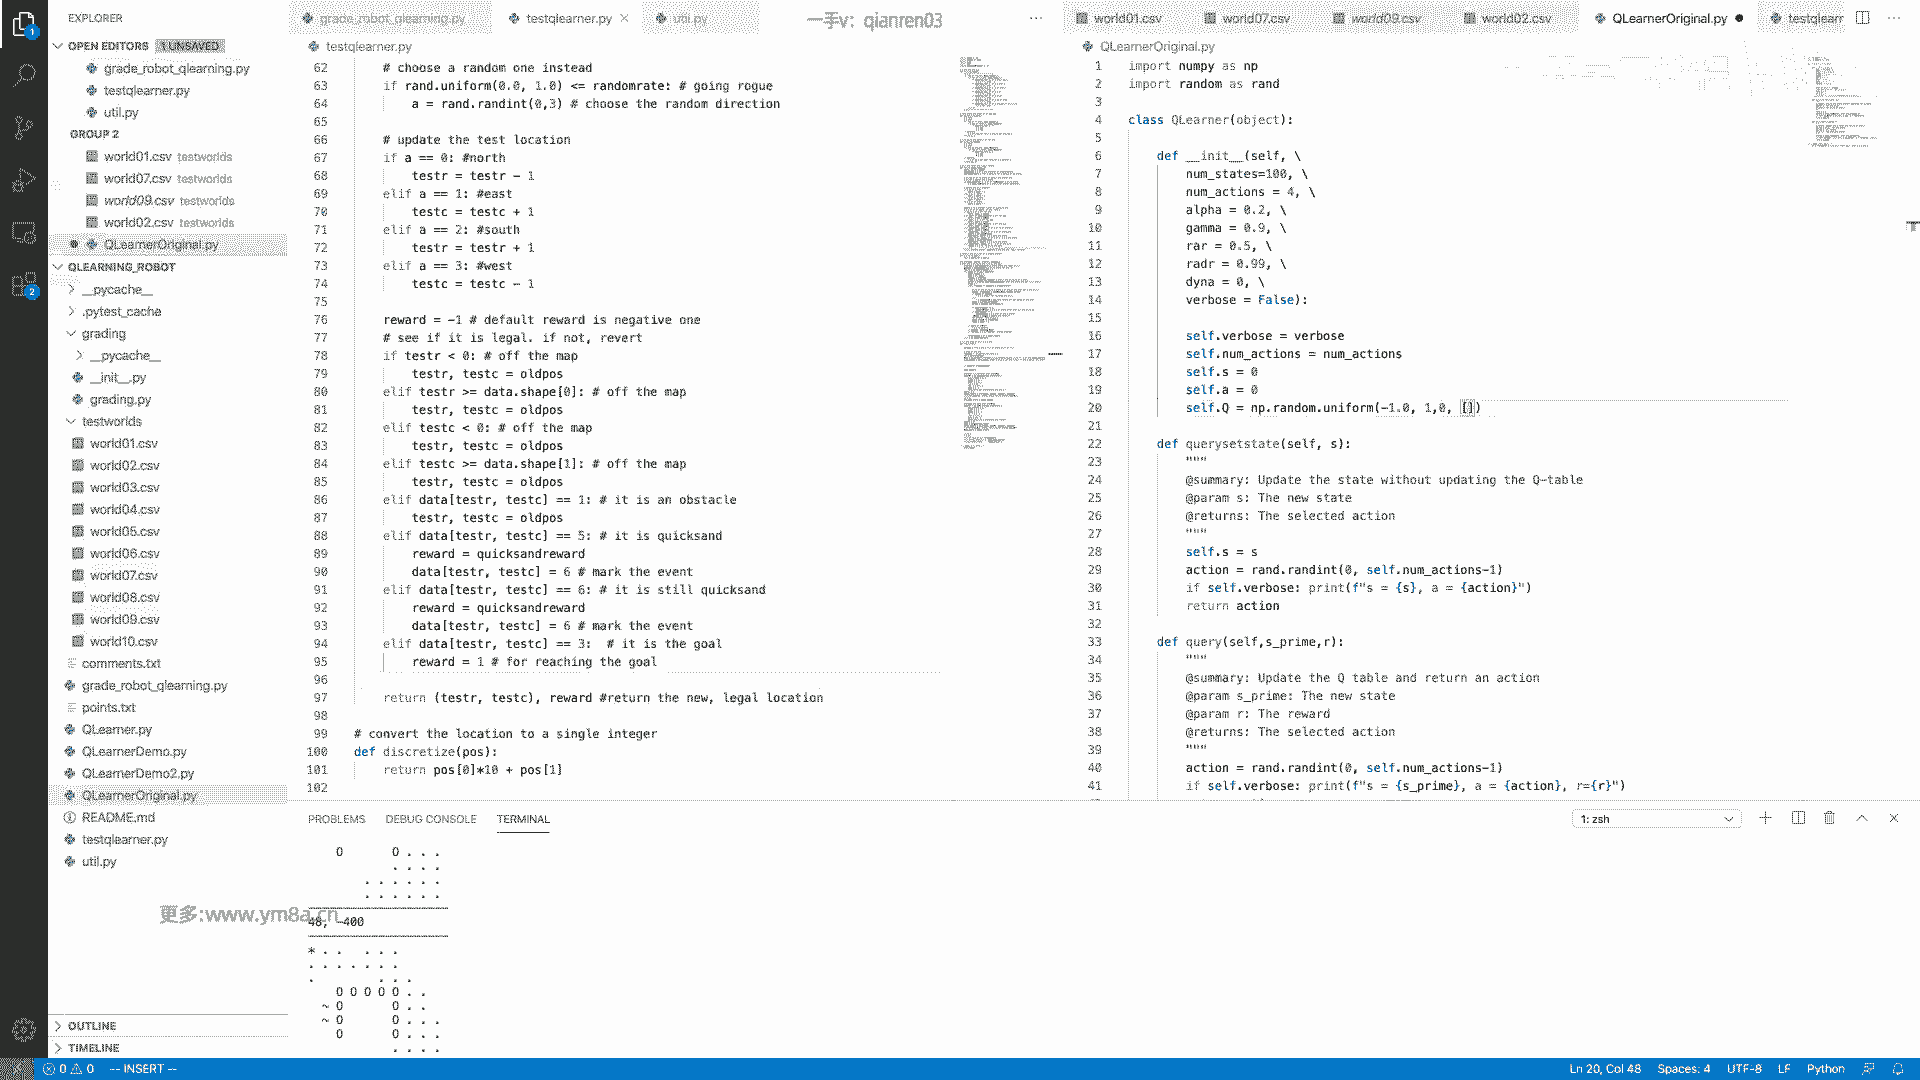 EXPLORER
OPEN EDITORS 1 UNSAVED
grade_robot_qlearning.py
testqlearner.py
util.py
GROUP 2
world01.csv testworlds
world07.csv testworlds
world09.csv testworlds
world02.csv testworlds
QLearnerOriginal.py
QLEARNING_ROBOT
__pycache__
.pytest_cache
grading
__pycache__
__init__.py
grading.py
testworlds
world01.csv
world02.csv
world03.csv
world04.csv
world05.csv
world06.csv
world07.csv
world08.csv
world09.csv
world10.csv
comments.txt
grade_robot_qlearning.py
points.txt
QLearner.py
QLearnerDemo.py
QLearnerDemo2.py
QLearnerOriginal.py
README.md
testqlearner.py
util.py
OUTLINE
TIMELINE
grade_robot_qlearning.py testqlearner.py util.py
一手v: qianren03
testqlearner.py
62 # choose a random one instead
63 if rand.uniform(0.0, 1.0) <= randomrate: # going rogue
64 a = rand.randint(0,3) # choose the random direction
65
66 # update the test location
67 if a == 0: #north
68 testr = testr - 1
69 elif a == 1: #east
70 testc = testc + 1
71 elif a == 2: #south
72 testr = testr + 1
73 elif a == 3: #west
74 testc = testc - 1
75
76 reward = -1 # default reward is negative one
77 # see if it is legal. if not, revert
78 if testr < 0: # off the map
79 testr, testc = oldpos
80 elif testr >= data.shape[0]: # off the map
81 testr, testc = oldpos
82 elif testc < 0: # off the map
83 testr, testc = oldpos
84 elif testc >= data.shape[1]: # off the map
85 testr, testc = oldpos
86 elif data[testr, testc] == 1: # it is an obstacle
87 testr, testc = oldpos
88 elif data[testr, testc] == 5: # it is quicksand
89 reward = quicksandreward
90 data[testr, testc] = 6 # mark the event
91 elif data[testr, testc] == 6: # it is still quicksand
92 reward = quicksandreward
93 data[testr, testc] = 6 # mark the event
94 elif data[testr, testc] == 3:  # it is the goal
95 reward = 1 # for reaching the goal
96
97 return (testr, testc), reward #return the new, legal location
98
99 # convert the location to a single integer
100 def discretize(pos):
101 return pos[0]*10 + pos[1]
102
world01.csv world07.csv world09.csv world02.csv QLearnerOriginal.py testqlearr
QLearnerOriginal.py
1 import numpy as np
2 import random as rand
3
4 class QLearner(object):
5
6 def __init__(self, \
7 num_states=100, \
8 num_actions = 4, \
9 alpha = 0.2, \
10 gamma = 0.9, \
11 rar = 0.5, \
12 radr = 0.99, \
13 dyna = 0, \
14 verbose = False):
15
16 self.verbose = verbose
17 self.num_actions = num_actions
18 self.s = 0
19 self.a = 0
20 self.Q = np.random.uniform(-1.0, 1,0, [])
21
22 def querysetstate(self, s):
23 """
24 @summary: Update the state without updating the Q-table
25 @param s: The new state
26 @returns: The selected action
27 """
28 self.s = s
29 action = rand.randint(0, self.num_actions-1)
30 if self.verbose: print(f"s = {s}, a = {action}")
31 return action
32
33 def query(self,s_prime,r):
34 """
35 @summary: Update the Q table and return an action
36 @param s_prime: The new state
37 @param r: The reward
38 @returns: The selected action
39 """
40 action = rand.randint(0, self.num_actions-1)
41 if self.verbose: print(f"s = {s_prime}, a = {action}, r={r}")
PROBLEMS DEBUG CONSOLE TERMINAL
1: zsh
O O . . .
. . . .
. . . . . .
. . . . . .
48, -400
* . . . . .
. . . . . . .
. . . .
O O O O O . .
~ O O . .
~ O O . . .
O O . . .
. . . .
更多:www.ym8a.cn
0 0 -- INSERT --
Ln 20, Col 48 Spaces: 4 UTF-8 LF Python